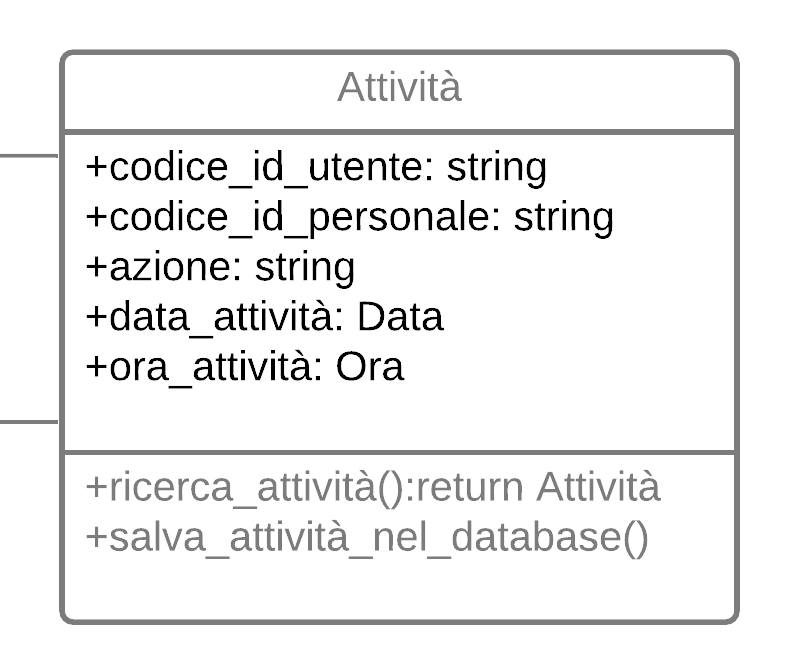 Attività
+codice_id_utente: string
+codice_id_personale: string
+azione: string
+data_attività: Data
+ora_attività: Ora
+ricerca_attività():return Attività
+salva_attività_nel_database()